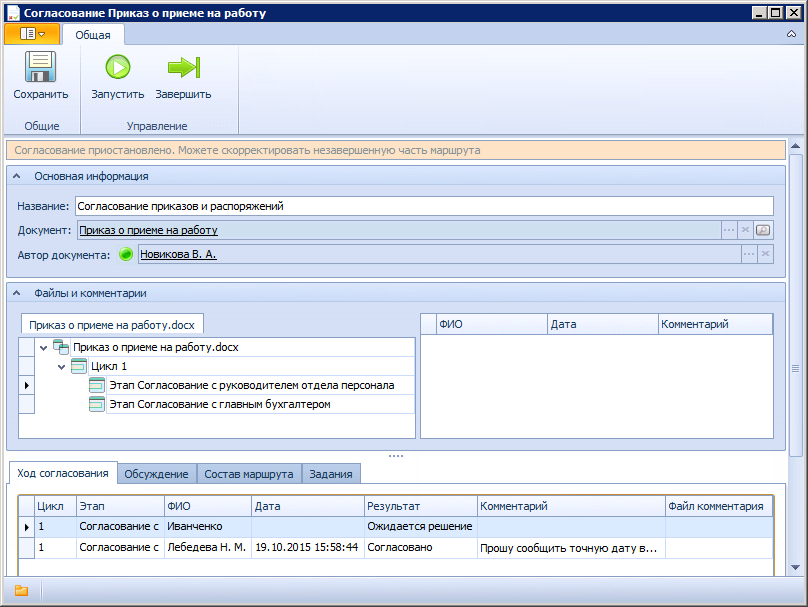 Согласование Приказ о приеме на работу
Общая
Сохранить Запустить Завершить
Общие Управление
Согласование приостановлено. Можете скорректировать незавершенную часть маршрута
Основная информация
Название: Согласование приказов и распоряжений
Документ: Приказ о приеме на работу
Автор документа: Новикова В. А.
Файлы и комментарии
Приказ о приеме на работу.docx
Приказ о приеме на работу.docx
Цикл 1
Этап Согласование с руководителем отдела персонала
Этап Согласование с главным бухгалтером
ФИО Дата Комментарий
Ход согласования Обсуждение Состав маршрута Задания
Цикл Этап ФИО Дата Результат Комментарий Файл комментария
1 Согласование с Иванченко Ожидается решение
1 Согласование с Лебедева Н. М. 19.10.2015 15:58:44 Согласовано Прошу сообщить точную дату в...